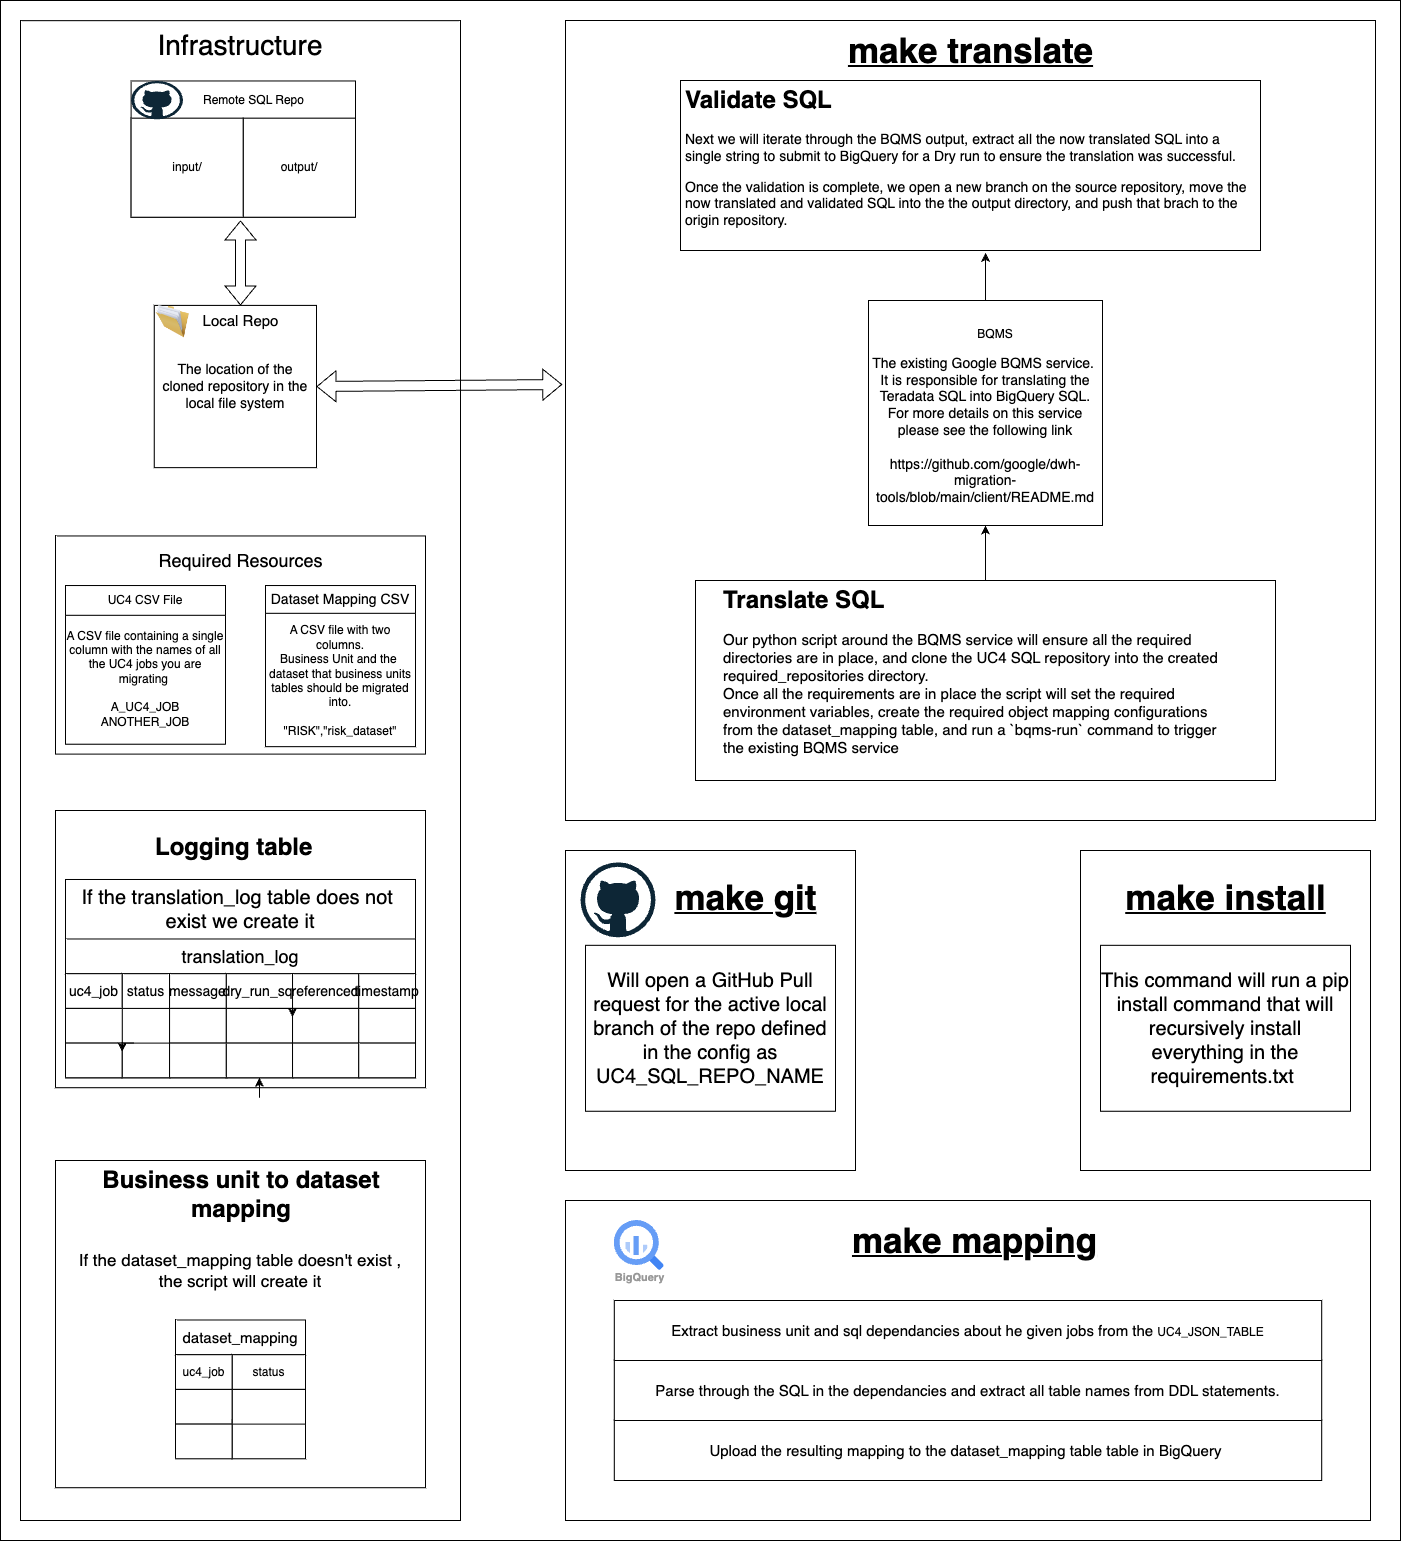 Infrastructure
Remote SQL Repo
input/
output/
Local Repo
The location of the
cloned repository in the
local file system
Required Resources
UC4 CSV File
A CSV file containing a single
column with the names of all
the UC4 jobs you are
migrating
A_UC4_JOB
ANOTHER_JOB
Dataset Mapping CSV
A CSV file with two
columns.
Business Unit and the
dataset that business units
tables should be migrated
into.
"RISK","risk_dataset"
Logging table
If the translation_log table does not
exist we create it
translation_log
uc4_job
status
message
dry_run_sq
referenced
timestamp
Business unit to dataset
mapping
If the dataset_mapping table doesn't exist ,
the script will create it
dataset_mapping
uc4_job
status
make translate
Validate SQL
Next we will iterate through the BQMS output, extract all the now translated SQL into a
single string to submit to BigQuery for a Dry run to ensure the translation was successful.
Once the validation is complete, we open a new branch on the source repository, move the
now translated and validated SQL into the the output directory, and push that brach to the
origin repository.
BQMS
The existing Google BQMS service.
It is responsible for translating the
Teradata SQL into BigQuery SQL.
For more details on this service
please see the following link
https://github.com/google/dwh-
migration-
tools/blob/main/client/README.md
Translate SQL
Our python script around the BQMS service will ensure all the required
directories are in place, and clone the UC4 SQL repository into the created
required_repositories directory.
Once all the requirements are in place the script will set the required
environment variables, create the required object mapping configurations
from the dataset_mapping table, and run a `bqms-run` command to trigger
the existing BQMS service
make git
Will open a GitHub Pull
request for the active local
branch of the repo defined
in the config as
UC4_SQL_REPO_NAME
make install
This command will run a pip
install command that will
recursively install
everything in the
requirements.txt
BigQuery
make mapping
Extract business unit and sql dependancies about he given jobs from the UC4_JSON_TABLE
Parse through the SQL in the dependancies and extract all table names from DDL statements.
Upload the resulting mapping to the dataset_mapping table table in BigQuery